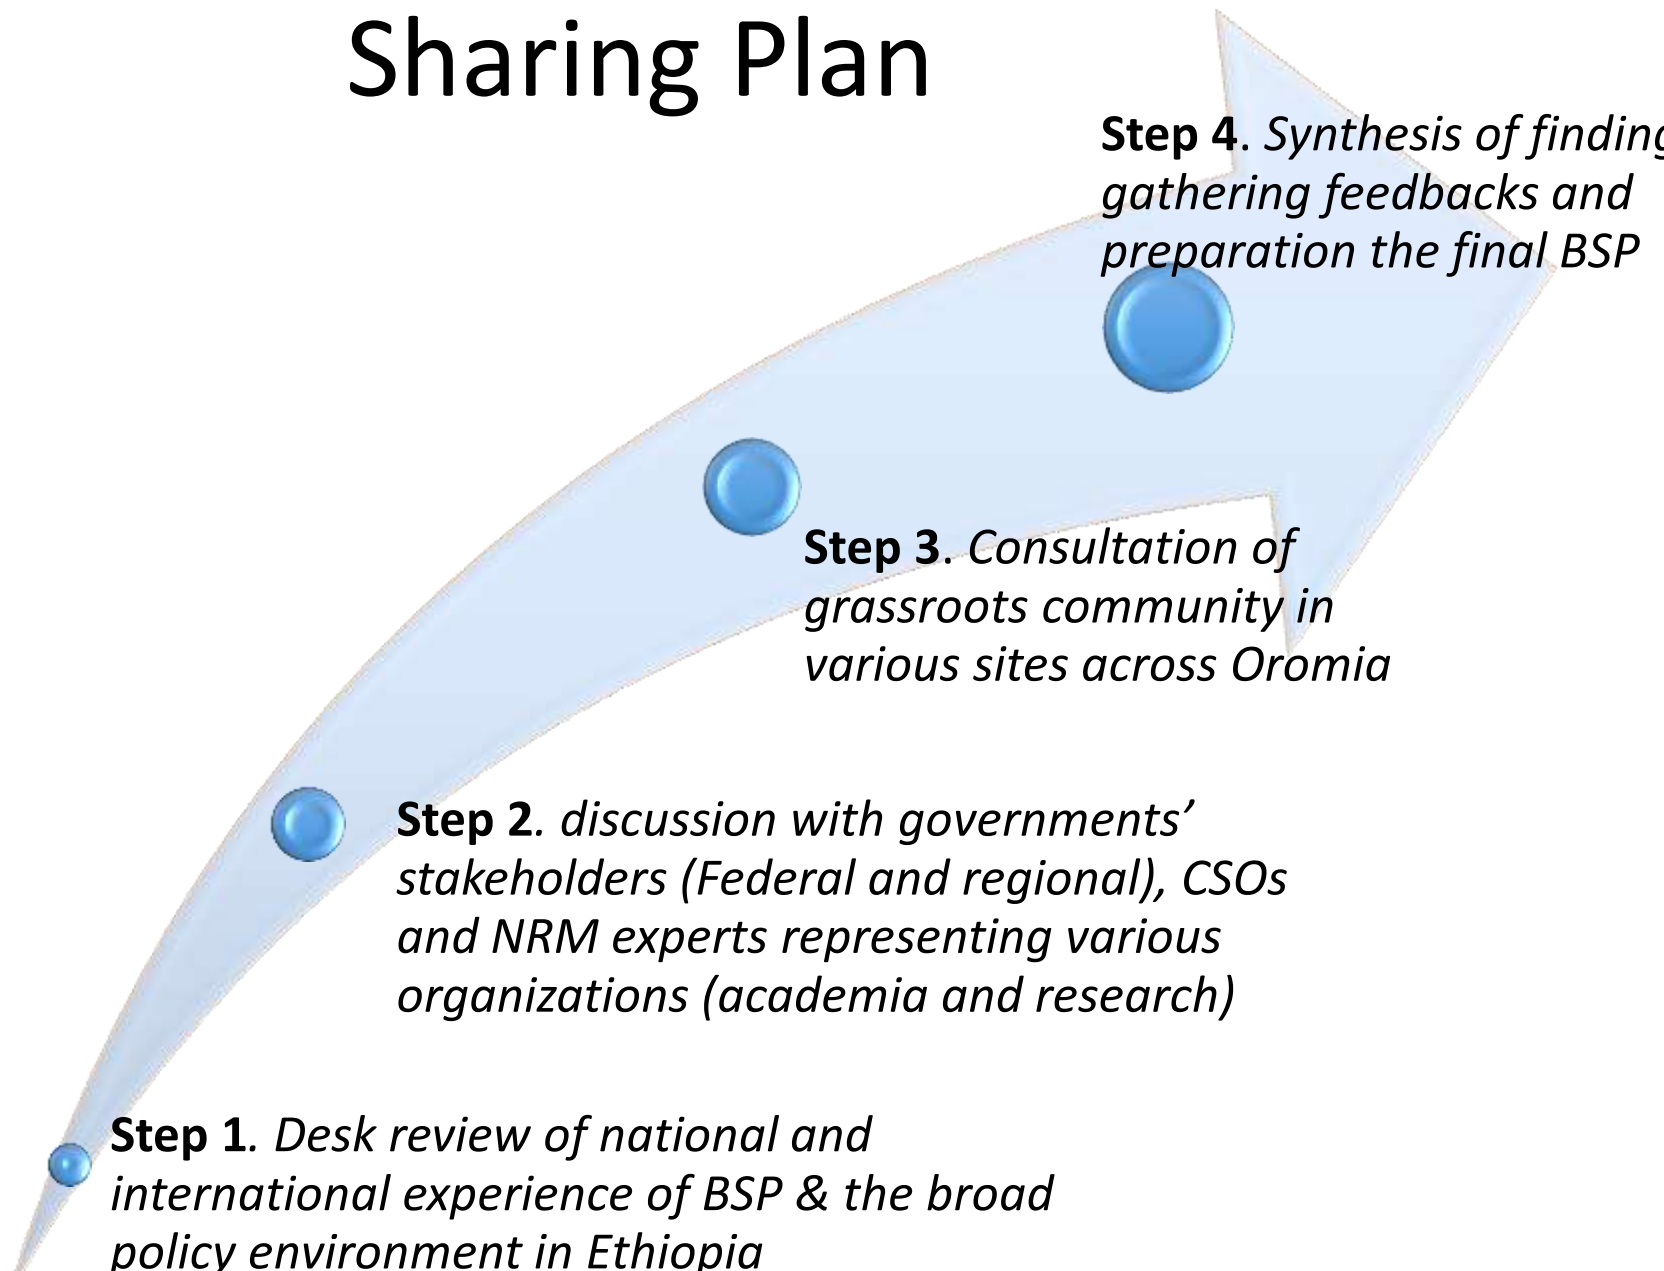 Sharing Plan
Step 4. Synthesis of finding
gathering feedbacks and
preparation the final BSP
Step 3. Consultation of
grassroots community in
various sites across Oromia
Step 2. discussion with governments’
stakeholders (Federal and regional), CSOs
and NRM experts representing various
organizations (academia and research)
Step 1. Desk review of national and
international experience of BSP & the broad
policy environment in Ethiopia